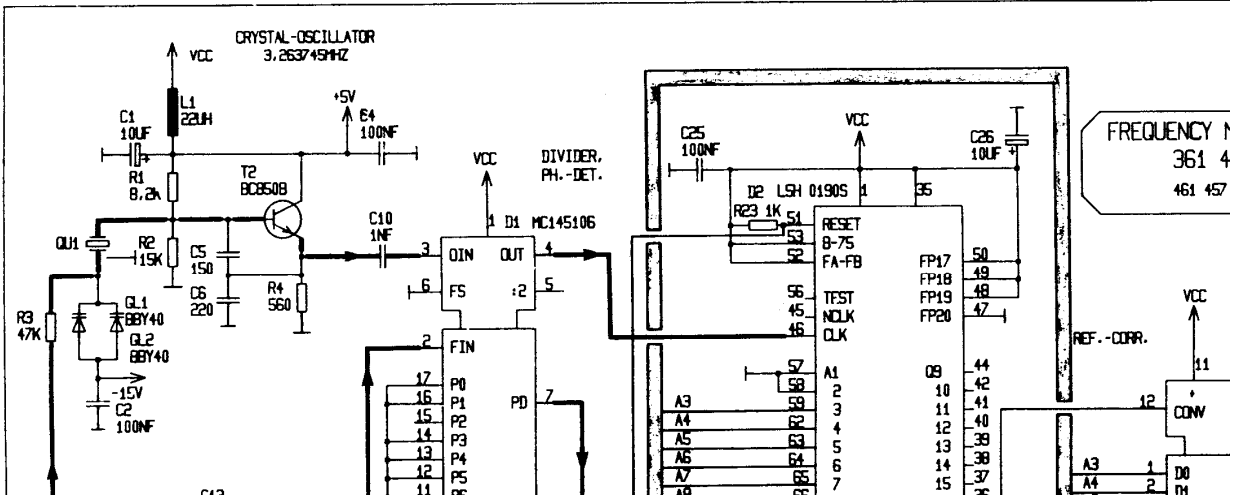 CRYSTAL-OSCILLATOR
3,263745MHZ
VCC
L1
22UH
+5V
C4
100NF
C1
10UF
R1
8,2k
T2
BC850B
VCC
DIVIDER,
PH.-DET.
1 D1 MC145106
C10
1NF
QU1
R2
15K
C5
150
C6
220
R4
560
3 OIN OUT 4
6 FS :2 5
R3
47K
GL1
BBY40
GL2
BBY40
-15V
C2
100NF
2 FIN
17 P0
16 P1 PD 7
15 P2
14 P3
13 P4
12 P5
11
C25
100NF
VCC
C26
10UF
D2 LSH 0190S 1 35
R23 1K 51 RESET
53 B-75
52 FA-FB
FP17 50
FP18 49
56 TEST FP19 48
45 NCLK FP20 47
46 CLK
57 A1 Q9 44
58 2 10 42
A3 59 3 11 41
A4 62 4 12 40
A5 63 5 13 39
A6 64 6 14 38
A7 65 7 15 37
FREQUENCY
361 4
461 457
REF.-CORR.
VCC
11
12 CONV
A3 1 D0
A4 2 D1